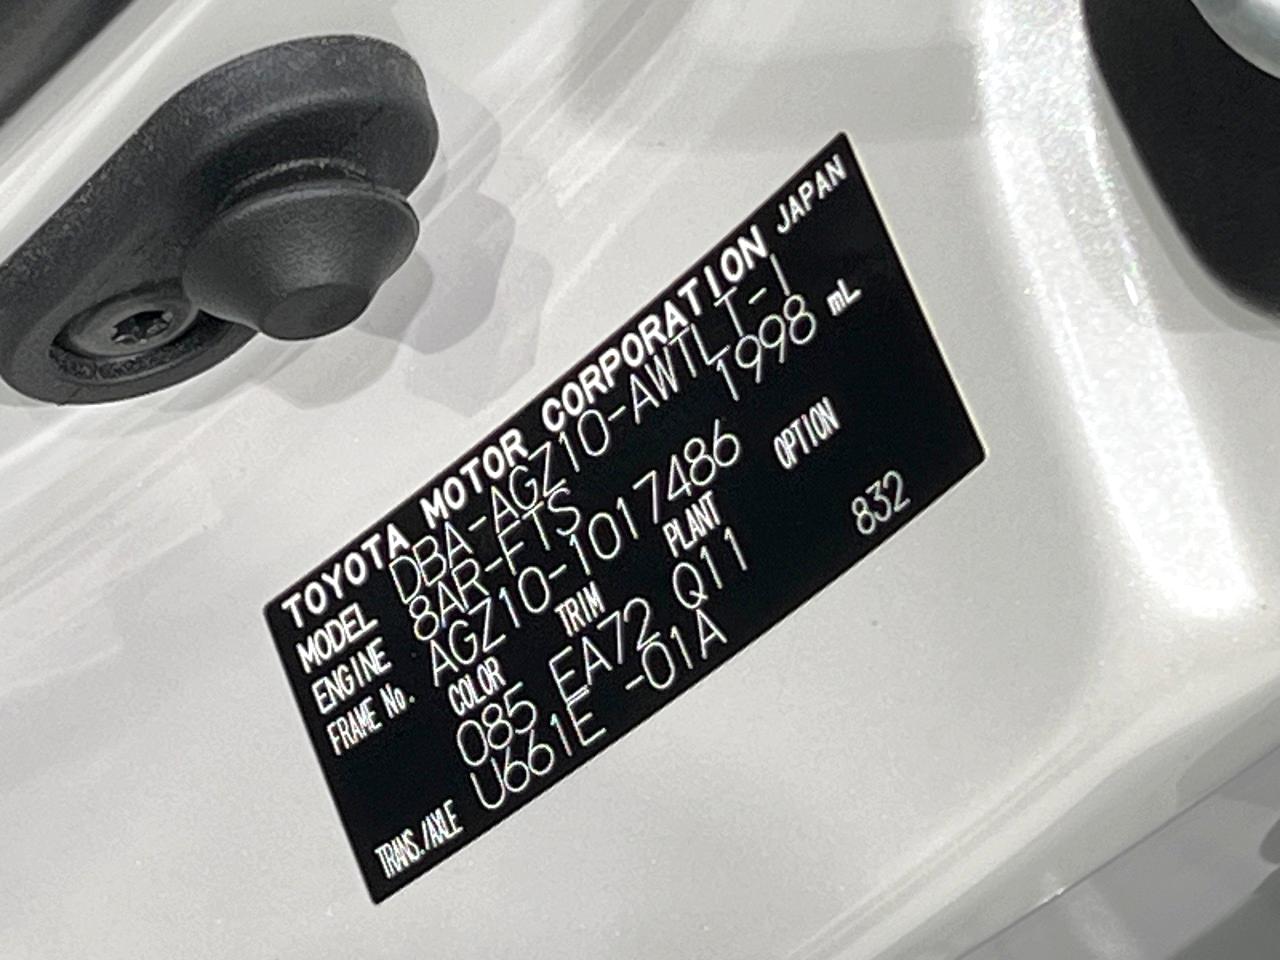 TOYOTA MOTOR CORPORATION JAPAN
MODEL DBA-AGZ10-AWTLT-I
ENGINE 8AR-FTS 1998 mL
FRAME No. AGZ10-1017486
COLOR TRIM PLANT OPTION
085 EA72 Q11 832
TRANS./AXLE U661E -01A